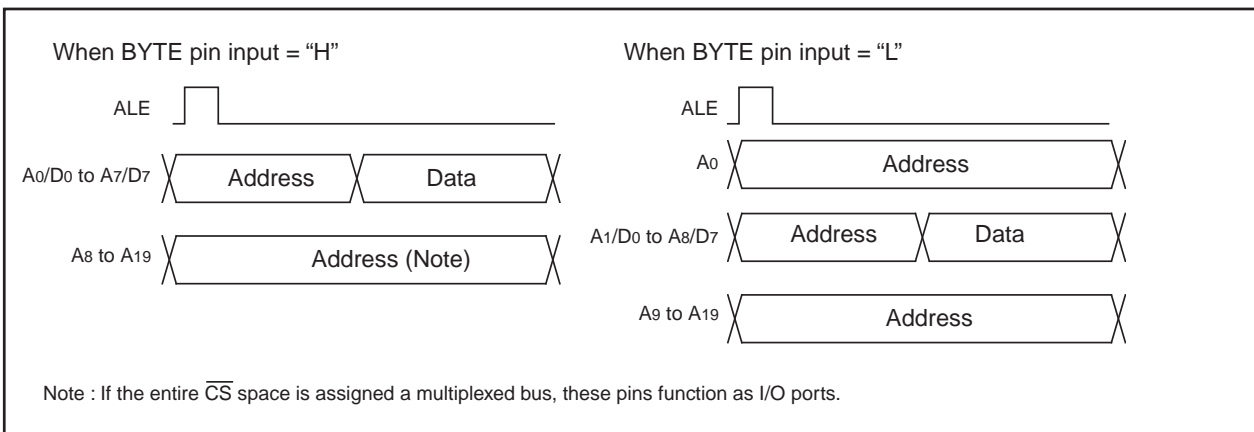 When BYTE pin input = “H”
ALE
A0/D0 to A7/D7
Address
Data
A8 to A19
Address (Note)
When BYTE pin input = “L”
ALE
A0
Address
A1/D0 to A8/D7
Address
Data
A9 to A19
Address
Note : If the entire C̅S̅ space is assigned a multiplexed bus, these pins function as I/O ports.